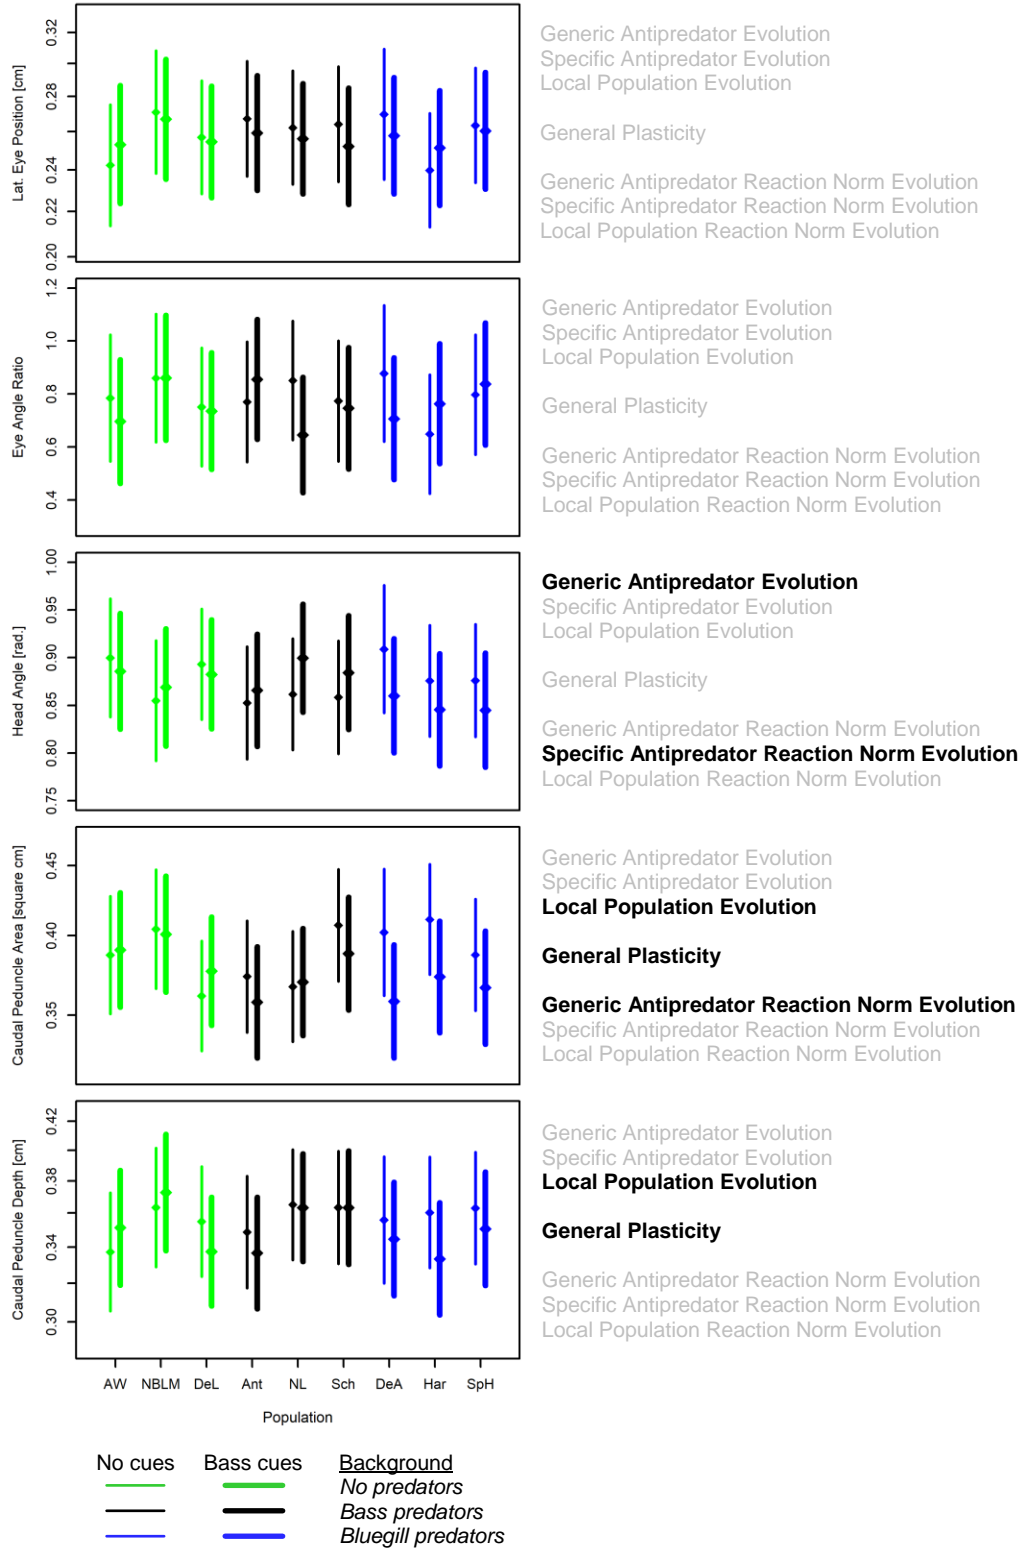 Lat. Eye Position [cm]
0.32
0.28
0.24
0.22
0.20
Generic Antipredator Evolution
Specific Antipredator Evolution
Local Population Evolution
General Plasticity
Generic Antipredator Reaction Norm Evolution
Specific Antipredator Reaction Norm Evolution
Local Population Reaction Norm Evolution
Eye Angle Ratio
1.2
1.0
0.8
0.6
0.4
Generic Antipredator Evolution
Specific Antipredator Evolution
Local Population Evolution
General Plasticity
Generic Antipredator Reaction Norm Evolution
Specific Antipredator Reaction Norm Evolution
Local Population Reaction Norm Evolution
Head Angle [rad.]
1.00
0.95
0.90
0.85
0.80
0.75
Generic Antipredator Evolution
Specific Antipredator Evolution
Local Population Evolution
General Plasticity
Generic Antipredator Reaction Norm Evolution
Specific Antipredator Reaction Norm Evolution
Local Population Reaction Norm Evolution
Caudal Peduncle Area [square cm]
0.45
0.40
0.35
Generic Antipredator Evolution
Specific Antipredator Evolution
Local Population Evolution
General Plasticity
Generic Antipredator Reaction Norm Evolution
Specific Antipredator Reaction Norm Evolution
Local Population Reaction Norm Evolution
Caudal Peduncle Depth [cm]
0.42
0.38
0.34
0.30
Generic Antipredator Evolution
Specific Antipredator Evolution
Local Population Evolution
General Plasticity
Generic Antipredator Reaction Norm Evolution
Specific Antipredator Reaction Norm Evolution
Local Population Reaction Norm Evolution
AW NBLM DeL Ant NL Sch DeA Har SpH
Population
No cues Bass cues Background
No predators
Bass predators
Bluegill predators